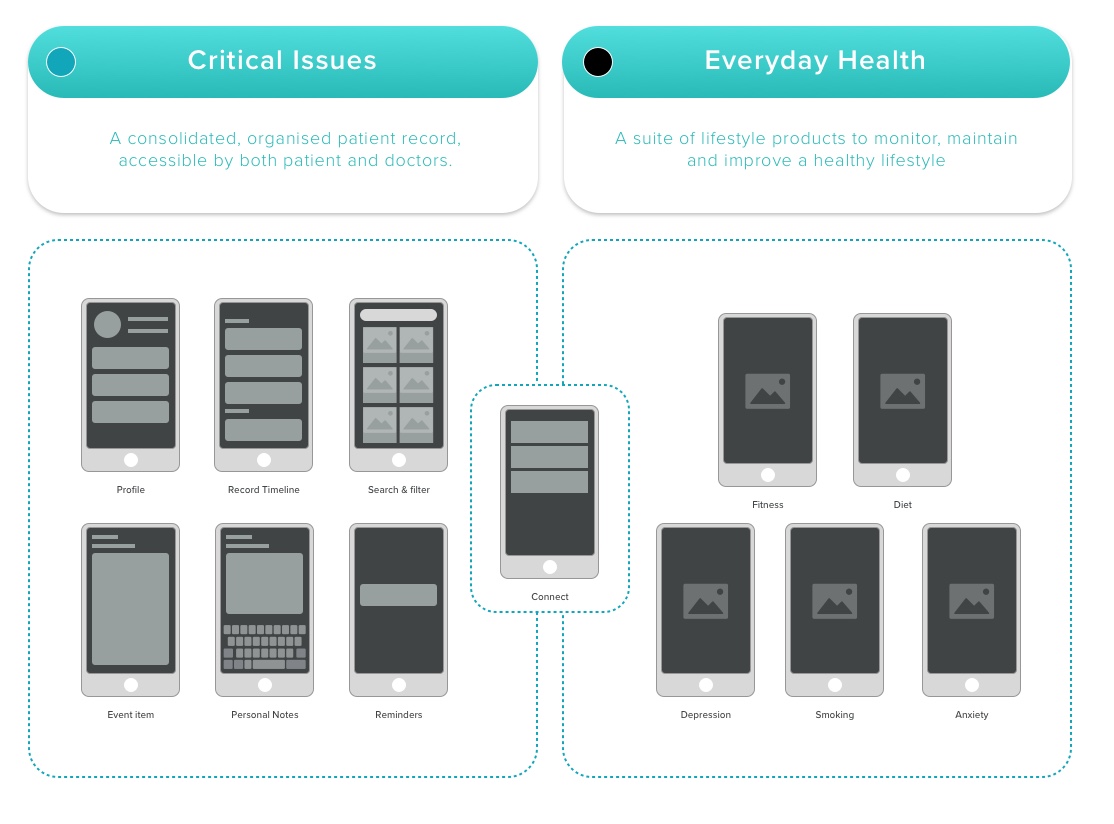 Critical Issues
A consolidated, organised patient record,
accessible by both patient and doctors.
Everyday Health
A suite of lifestyle products to monitor, maintain
and improve a healthy lifestyle
Profile
Record Timeline
Search & filter
Event item
Personal Notes
Reminders
Connect
Fitness
Diet
Depression
Smoking
Anxiety